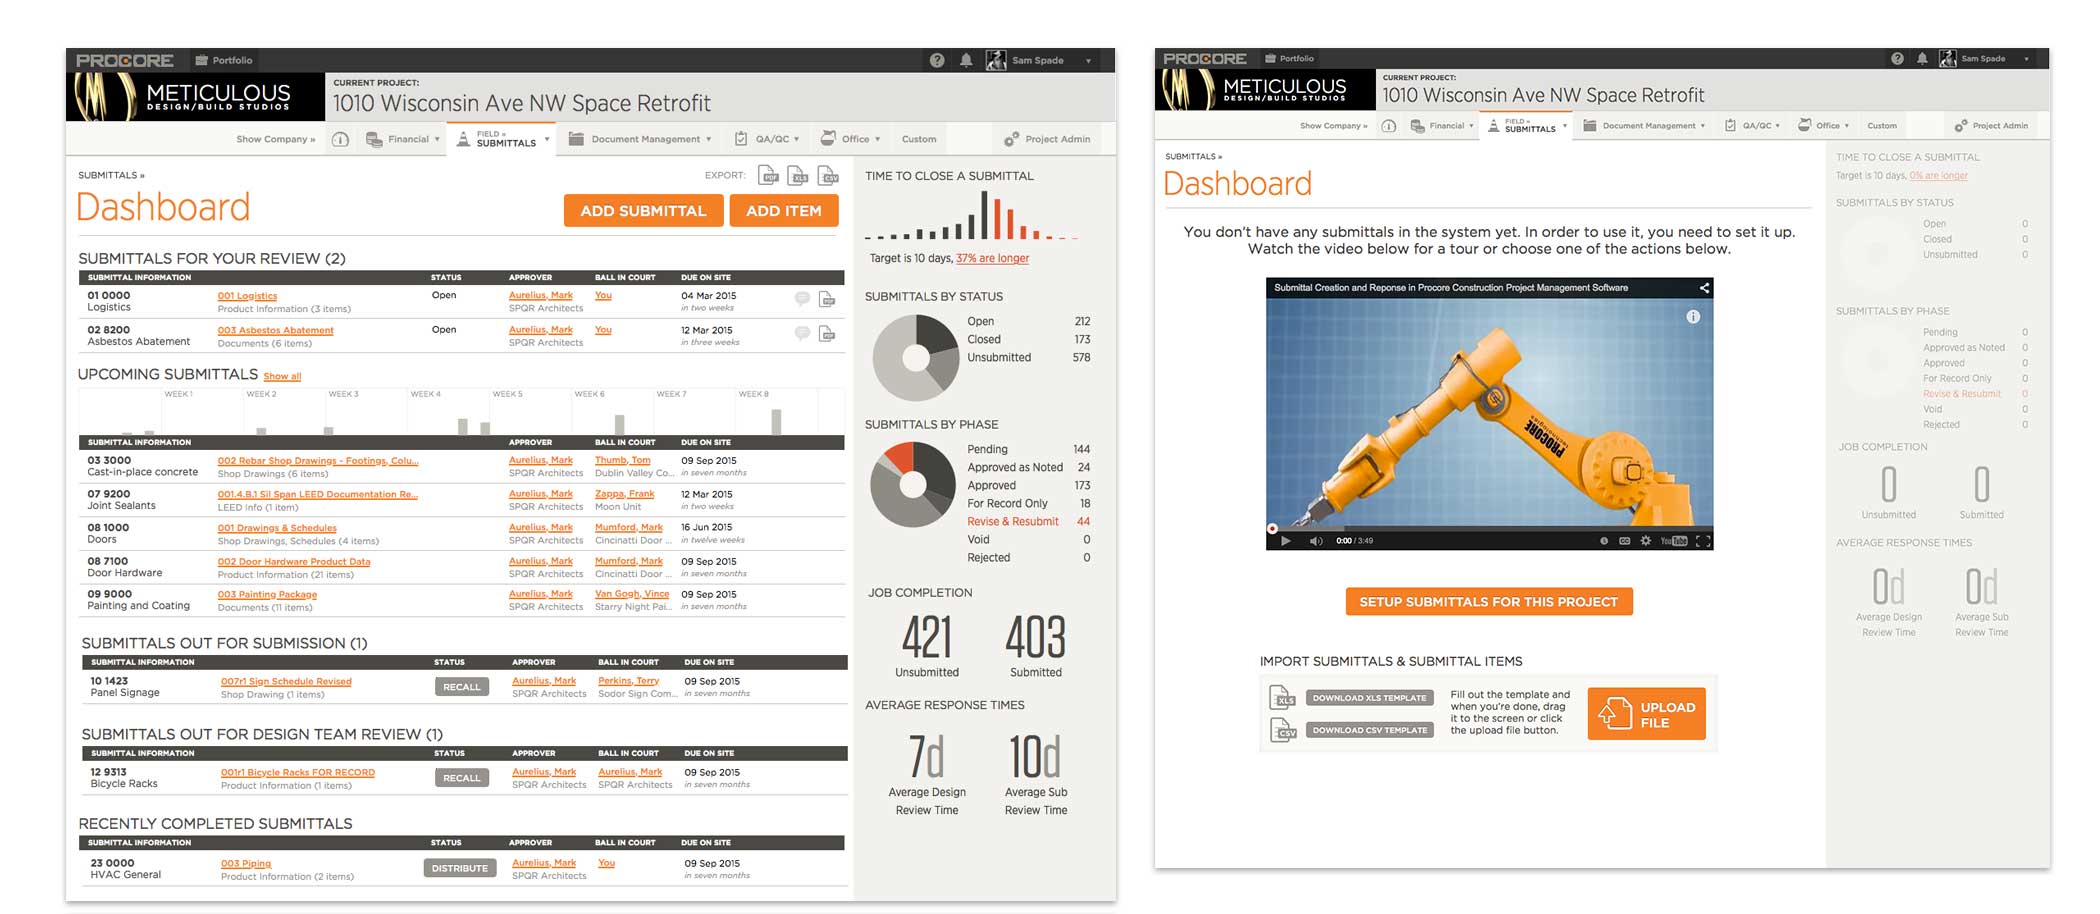 PROCORE Portfolio ? Sam Spade
METICULOUS
DESIGN/BUILD STUDIOS
CURRENT PROJECT:
1010 Wisconsin Ave NW Space Retrofit
Show Company » Financial FIELD » SUBMITTALS Document Management QA/QC Office Custom Project Admin
SUBMITTALS »
EXPORT: PDF XLS CSV
Dashboard
ADD SUBMITTAL ADD ITEM
SUBMITTALS FOR YOUR REVIEW (2)
SUBMITTAL INFORMATION STATUS APPROVER BALL IN COURT DUE ON SITE
01 0000 001 Logistics Open Aurelius, Mark You 04 Mar 2015
Logistics Product Information (3 items) SPQR Architects in two weeks PDF
02 8200 003 Asbestos Abatement Open Aurelius, Mark You 12 Mar 2015
Asbestos Abatement Documents (6 items) SPQR Architects in three weeks PDF
UPCOMING SUBMITTALS Show all
WEEK 1 WEEK 2 WEEK 3 WEEK 4 WEEK 5 WEEK 6 WEEK 7 WEEK 8
SUBMITTAL INFORMATION APPROVER BALL IN COURT DUE ON SITE
03 3000 002 Rebar Shop Drawings - Footings, Colu... Aurelius, Mark Thumb, Tom 09 Sep 2015
Cast-in-place concrete Shop Drawings (6 items) SPQR Architects Dublin Valley Co... in seven months
07 9200 001.4.B.1 Sil Span LEED Documentation Re... Aurelius, Mark Zappa, Frank 12 Mar 2015
Joint Sealants LEED Info (1 item) SPQR Architects Moon Unit in two weeks
08 1000 001 Drawings & Schedules Aurelius, Mark Mumford, Mark 16 Jun 2015
Doors Shop Drawings, Schedules (4 items) SPQR Architects Cincinatti Door ... in twelve weeks
08 7100 002 Door Hardware Product Data Aurelius, Mark Mumford, Mark 09 Sep 2015
Door Hardware Product Information (21 items) SPQR Architects Cincinatti Door ... in seven months
09 9000 003 Painting Package Aurelius, Mark Van Gogh, Vince 09 Sep 2015
Painting and Coating Documents (11 items) SPQR Architects Starry Night Pai... in seven months
SUBMITTALS OUT FOR SUBMISSION (1)
SUBMITTAL INFORMATION STATUS APPROVER BALL IN COURT DUE ON SITE
10 1423 007r1 Sign Schedule Revised RECALL Aurelius, Mark Perkins, Terry 09 Sep 2015
Panel Signage Shop Drawing (1 items) SPQR Architects Sodor Sign Com... in seven months
SUBMITTALS OUT FOR DESIGN TEAM REVIEW (1)
SUBMITTAL INFORMATION STATUS APPROVER BALL IN COURT DUE ON SITE
12 9313 001r1 Bicycle Racks FOR RECORD RECALL Aurelius, Mark Aurelius, Mark 09 Sep 2015
Bicycle Racks Product Information (1 items) SPQR Architects SPQR Architects in seven months
RECENTLY COMPLETED SUBMITTALS
SUBMITTAL INFORMATION STATUS APPROVER BALL IN COURT DUE ON SITE
23 0000 003 Piping DISTRIBUTE Aurelius, Mark You 09 Sep 2015
HVAC General Product Information (2 items) SPQR Architects in seven months
TIME TO CLOSE A SUBMITTAL
Target is 10 days, 37% are longer
SUBMITTALS BY STATUS
Open 212
Closed 173
Unsubmitted 578
SUBMITTALS BY PHASE
Pending 144
Approved as Noted 24
Approved 173
For Record Only 18
Revise & Resubmit 44
Void 0
Rejected 0
JOB COMPLETION
421 403
Unsubmitted Submitted
AVERAGE RESPONSE TIMES
7d 10d
Average Design Average Sub
Review Time Review Time
PROCORE Portfolio ? Sam Spade
METICULOUS
DESIGN/BUILD STUDIOS
CURRENT PROJECT:
1010 Wisconsin Ave NW Space Retrofit
Show Company » Financial FIELD » SUBMITTALS Document Management QA/QC Office Custom Project Admin
SUBMITTALS »
Dashboard
You don't have any submittals in the system yet. In order to use it, you need to set it up.
Watch the video below for a tour or choose one of the actions below.
Submittal Creation and Reponse in Procore Construction Project Management Software
PROCORE
Technologies
0:00 / 3:49 CC YouTube
SETUP SUBMITTALS FOR THIS PROJECT
IMPORT SUBMITTALS & SUBMITTAL ITEMS
XLS DOWNLOAD XLS TEMPLATE
CSV DOWNLOAD CSV TEMPLATE
Fill out the template and
when you're done, drag
it to the screen or click
the upload file button.
UPLOAD
FILE
TIME TO CLOSE A SUBMITTAL
Target is 10 days, 0% are longer
SUBMITTALS BY STATUS
Open 0
Closed 0
Unsubmitted 0
SUBMITTALS BY PHASE
Pending 0
Approved as Noted 0
Approved 0
For Record Only 0
Revise & Resubmit 0
Void 0
Rejected 0
JOB COMPLETION
0 0
Unsubmitted Submitted
AVERAGE RESPONSE TIMES
0d 0d
Average Design Average Sub
Review Time Review Time